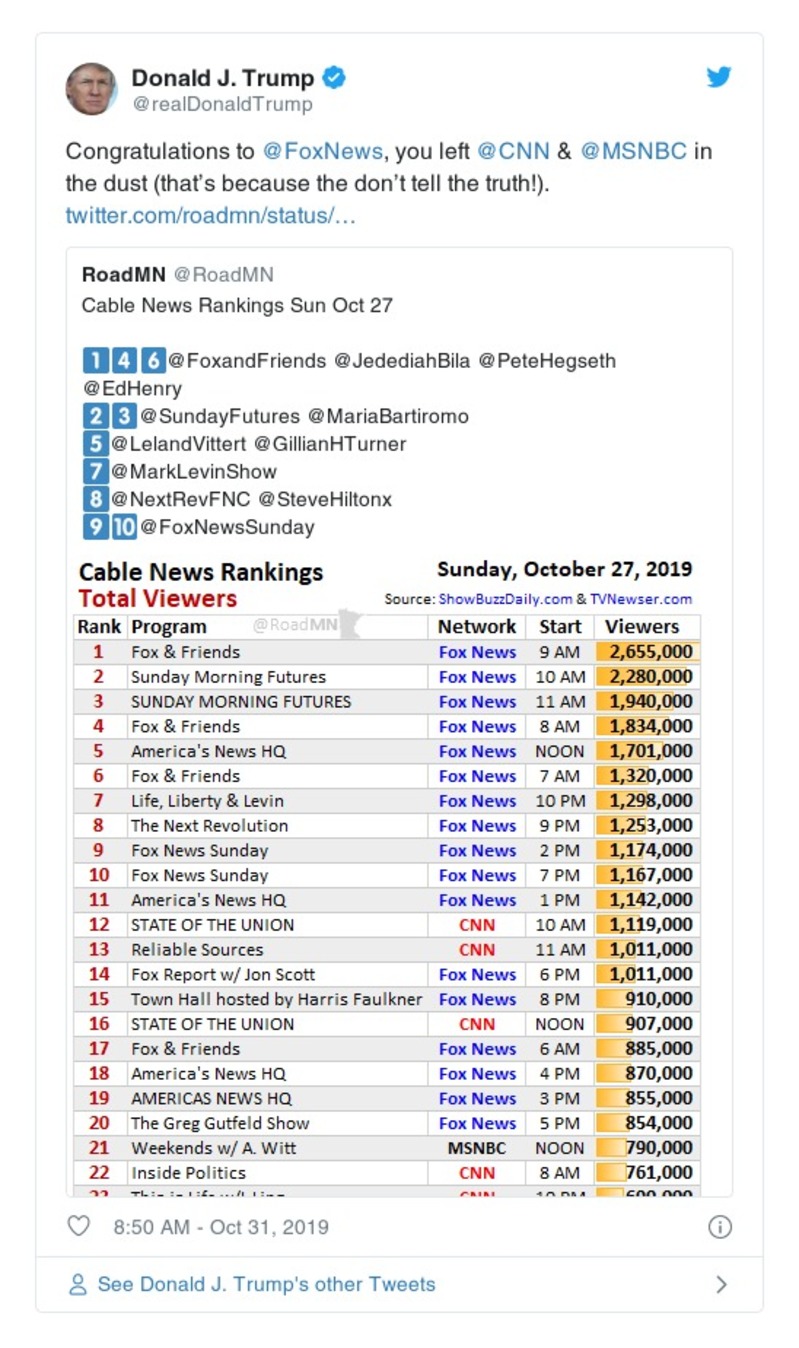 Donald J. Trump
@realDonaldTrump
Congratulations to @FoxNews, you left @CNN & @MSNBC in
the dust (that’s because the don’t tell the truth!).
twitter.com/roadmn/status/…
RoadMN @RoadMN
Cable News Rankings Sun Oct 27
1 4 6 @FoxandFriends @JedediahBila @PeteHegseth
@EdHenry
2 3 @SundayFutures @MariaBartiromo
5 @LelandVittert @GillianHTurner
7 @MarkLevinShow
8 @NextRevFNC @SteveHiltonx
9 10 @FoxNewsSunday
Cable News Rankings Sunday, October 27, 2019
Total Viewers Source: ShowBuzzDaily.com & TVNewser.com
@RoadMN
Rank Program Network Start Viewers
1 Fox & Friends Fox News 9 AM 2,655,000
2 Sunday Morning Futures Fox News 10 AM 2,280,000
3 SUNDAY MORNING FUTURES Fox News 11 AM 1,940,000
4 Fox & Friends Fox News 8 AM 1,834,000
5 America's News HQ Fox News NOON 1,701,000
6 Fox & Friends Fox News 7 AM 1,320,000
7 Life, Liberty & Levin Fox News 10 PM 1,298,000
8 The Next Revolution Fox News 9 PM 1,253,000
9 Fox News Sunday Fox News 2 PM 1,174,000
10 Fox News Sunday Fox News 7 PM 1,167,000
11 America's News HQ Fox News 1 PM 1,142,000
12 STATE OF THE UNION CNN 10 AM 1,119,000
13 Reliable Sources CNN 11 AM 1,011,000
14 Fox Report w/ Jon Scott Fox News 6 PM 1,011,000
15 Town Hall hosted by Harris Faulkner Fox News 8 PM 910,000
16 STATE OF THE UNION CNN NOON 907,000
17 Fox & Friends Fox News 6 AM 885,000
18 America's News HQ Fox News 4 PM 870,000
19 AMERICAS NEWS HQ Fox News 3 PM 855,000
20 The Greg Gutfeld Show Fox News 5 PM 854,000
21 Weekends w/ A. Witt MSNBC NOON 790,000
22 Inside Politics CNN 8 AM 761,000
8:50 AM - Oct 31, 2019
See Donald J. Trump's other Tweets